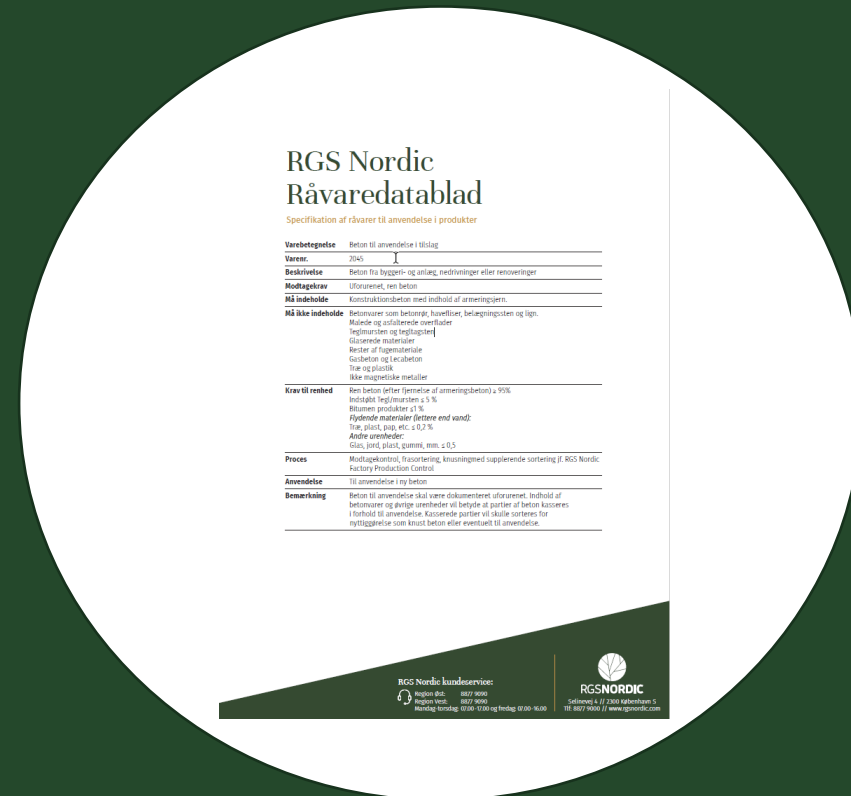 RGS Nordic
Råvaredatablad
Specifikation af råvarer til anvendelse i produkter
Varebetegnelse Beton til anvendelse i tilslag
Varenr. 2045
Beskrivelse Beton fra byggeri- og anlæg, nedrivninger eller renoveringer
Modtagekrav Uforurenet, ren beton
Må indeholde Konstruktionsbeton med indhold af armeringsjern.
Må ikke indeholde Betonvarer som betonrør, havefliser, belægningssten og lign.
Malede og asfalterede overflader
Teglmursten og tegltagsten
Glaserede materialer
Rester af fugemateriale
Gasbeton og Lecabeton
Træ og plastik
Ikke magnetiske metaller
Krav til renhed Ren beton (efter fjernelse af armeringsbeton) ≥ 95%
Indstøbt Tegl/mursten ≤ 5 %
Bitumen produkter ≤1 %
Flydende materialer (lettere end vand):
Træ, plast, pap, etc. ≤ 0,2 %
Andre urenheder:
Glas, jord, plast, gummi, mm. ≤ 0,5
Proces Modtagekontrol, frasortering, knusningmed supplerende sortering jf. RGS Nordic
Factory Production Control
Anvendelse Til anvendelse i ny beton
Bemærkning Beton til anvendelse skal være dokumenteret uforurenet. Indhold af
betonvarer og øvrige urenheder vil betyde at partier af beton kasseres
i forhold til anvendelse. Kasserede partier vil skulle sorteres for
nyttiggørelse som knust beton eller eventuelt til anvendelse.
RGS Nordic kundeservice:
Region Øst: 8877 9090
Region Vest: 8877 9090
Mandag-torsdag: 07.00-17.00 og fredag: 07.00-16.00
RGSNORDIC
Selinevej 4 // 2300 København S
Tlf. 8877 9000 // www.rgsnordic.com